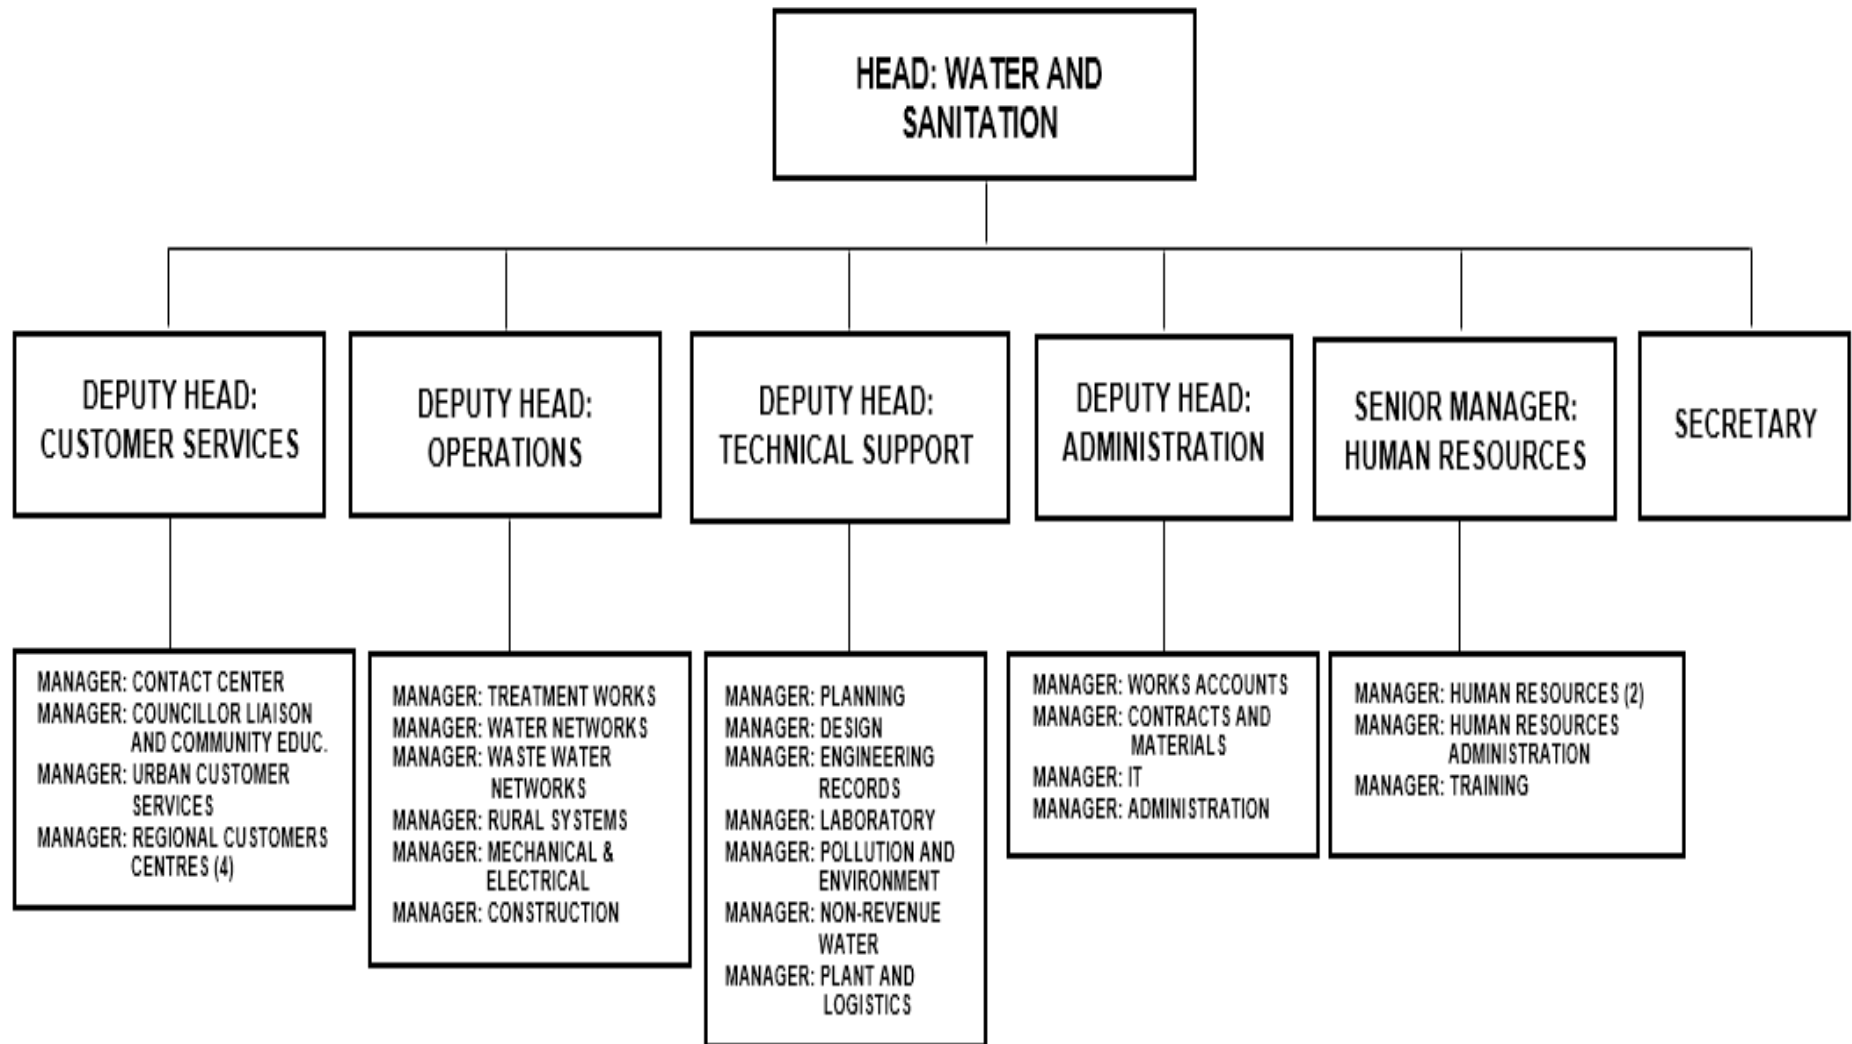 HEAD: WATER AND
SANITATION
DEPUTY HEAD:
CUSTOMER SERVICES
DEPUTY HEAD:
OPERATIONS
DEPUTY HEAD:
TECHNICAL SUPPORT
DEPUTY HEAD:
ADMINISTRATION
SENIOR MANAGER:
HUMAN RESOURCES
SECRETARY
MANAGER: CONTACT CENTER
MANAGER: COUNCILLOR LIAISON
AND COMMUNITY EDUC.
MANAGER: URBAN CUSTOMER
SERVICES
MANAGER: REGIONAL CUSTOMERS
CENTRES (4)
MANAGER: TREATMENT WORKS
MANAGER: WATER NETWORKS
MANAGER: WASTE WATER
NETWORKS
MANAGER: RURAL SYSTEMS
MANAGER: MECHANICAL &
ELECTRICAL
MANAGER: CONSTRUCTION
MANAGER: PLANNING
MANAGER: DESIGN
MANAGER: ENGINEERING
RECORDS
MANAGER: LABORATORY
MANAGER: POLLUTION AND
ENVIRONMENT
MANAGER: NON-REVENUE
WATER
MANAGER: PLANT AND
LOGISTICS
MANAGER: WORKS ACCOUNTS
MANAGER: CONTRACTS AND
MATERIALS
MANAGER: IT
MANAGER: ADMINISTRATION
MANAGER: HUMAN RESOURCES (2)
MANAGER: HUMAN RESOURCES
ADMINISTRATION
MANAGER: TRAINING